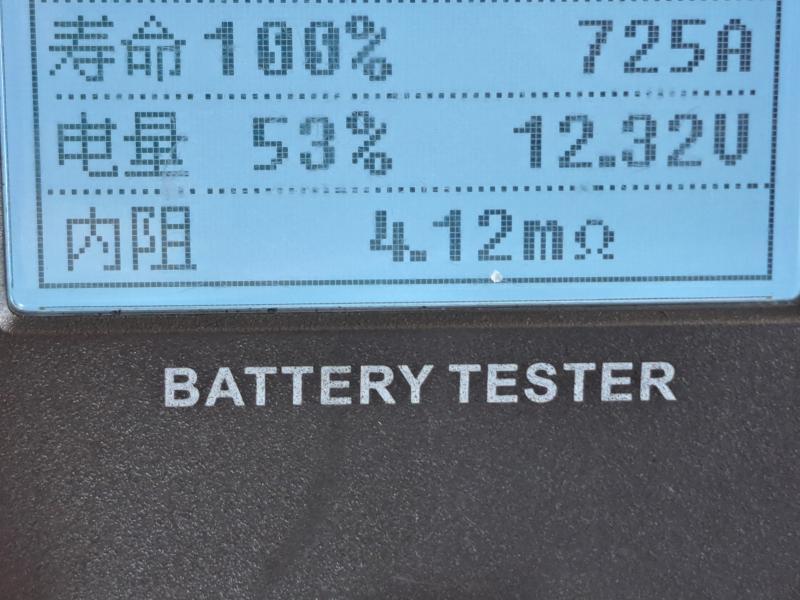 寿命 100% 725A
电量 53% 12.32V
内阻 4.12mΩ
BATTERY TESTER